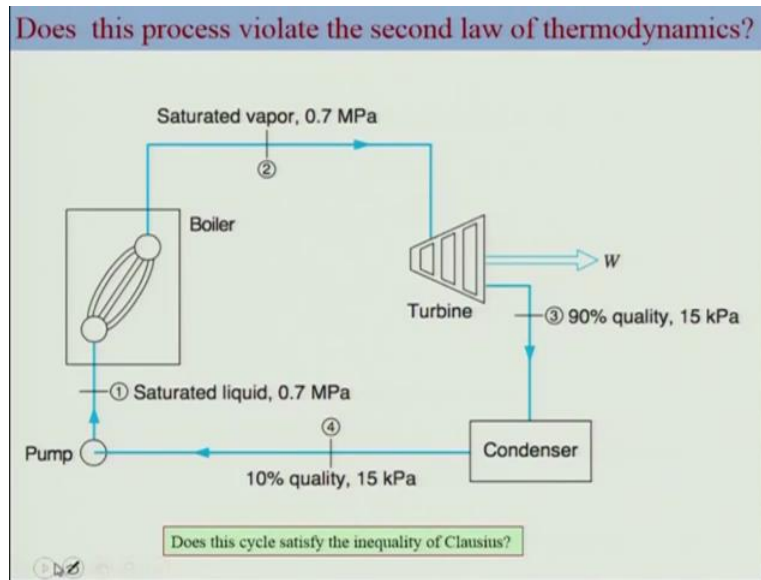 Does this process violate the second law of thermodynamics?
Saturated vapor, 0.7 MPa
②
Boiler
W
Turbine
③ 90% quality, 15 kPa
① Saturated liquid, 0.7 MPa
④
Pump
Condenser
10% quality, 15 kPa
Does this cycle satisfy the inequality of Clausius?